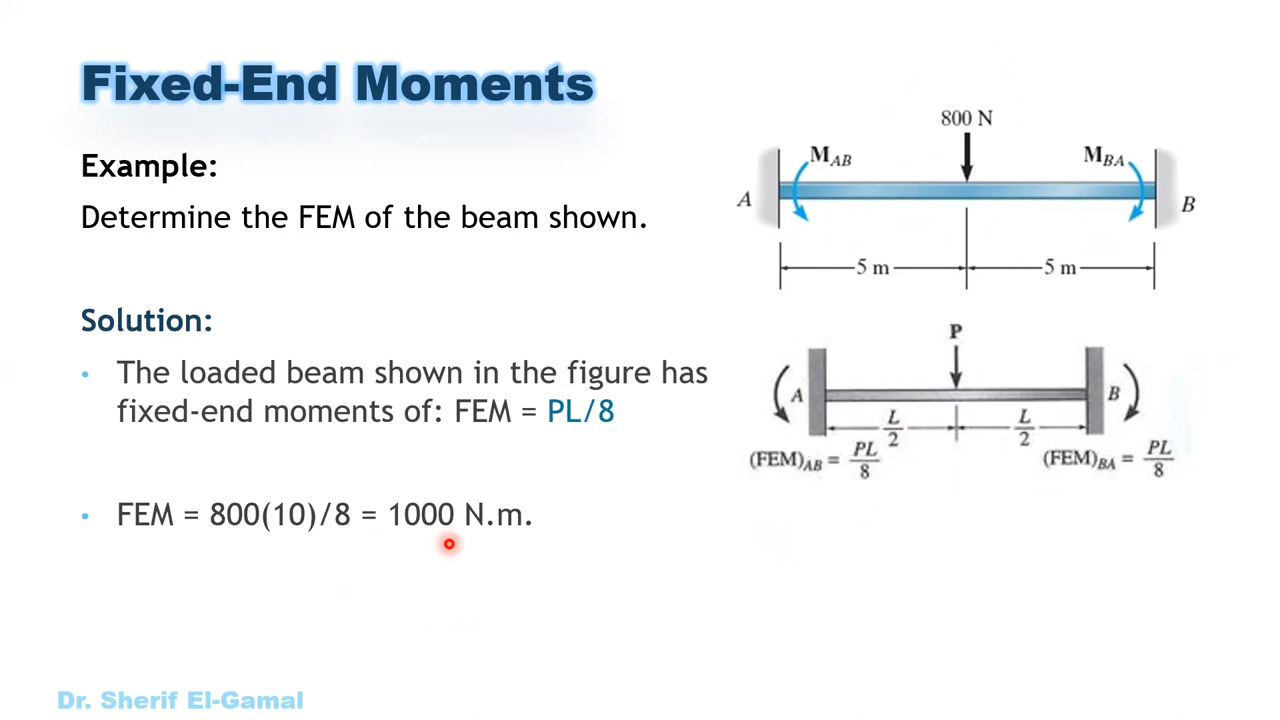 Fixed-End Moments
Example:
Determine the FEM of the beam shown.
Solution:
• The loaded beam shown in the figure has
fixed-end moments of: FEM = PL/8
• FEM = 800(10)/8 = 1000 N.m.
800 N
M_AB
M_BA
A
B
5 m
5 m
P
A
B
L/2
L/2
(FEM)_AB = PL/8
(FEM)_BA = PL/8
Dr. Sherif El-Gamal